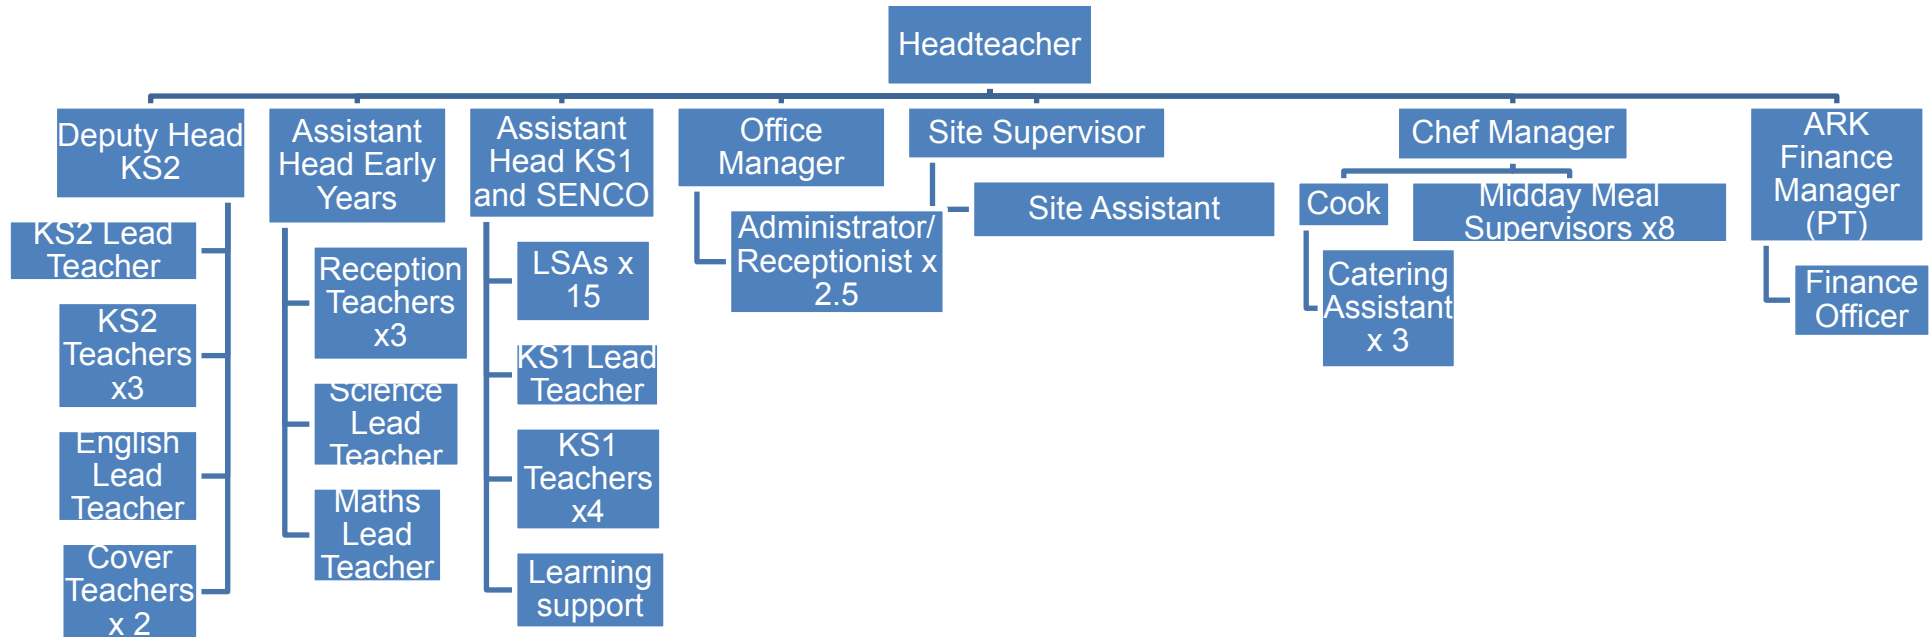 Headteacher
Deputy Head
KS2
Assistant
Head Early
Years
Assistant
Head KS1
and SENCO
Office
Manager
Site Supervisor
Chef Manager
ARK
Finance
Manager
(PT)
KS2 Lead
Teacher
KS2
Teachers
x3
English
Lead
Teacher
Cover
Teachers
x 2
Reception
Teachers
x3
Science
Lead
Teacher
Maths
Lead
Teacher
LSAs x
15
KS1 Lead
Teacher
KS1
Teachers
x4
Learning
support
Administrator/
Receptionist x
2.5
Site Assistant
Cook
Catering
Assistant
x 3
Midday Meal
Supervisors x8
Finance
Officer